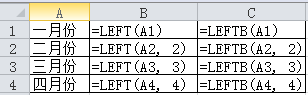 A B C
1 一月份 =LEFT(A1) =LEFTB(A1)
2 二月份 =LEFT(A2, 2) =LEFTB(A2, 2)
3 三月份 =LEFT(A3, 3) =LEFTB(A3, 3)
4 四月份 =LEFT(A4, 4) =LEFTB(A4, 4)